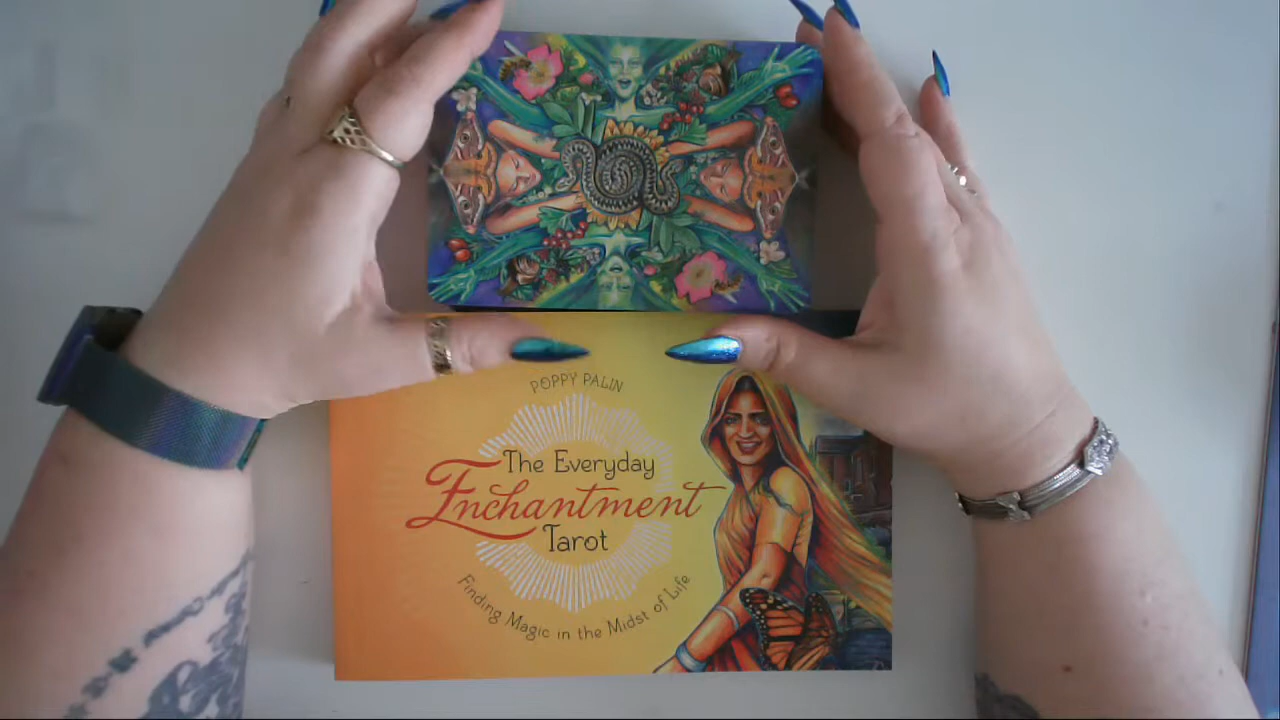 POPPY PALIN
The Everyday
Enchantment
Tarot
Finding Magic in the Midst of Life